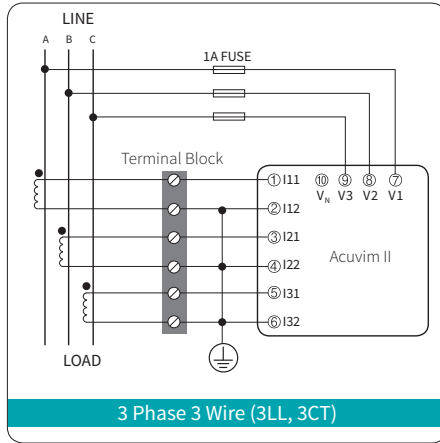 LINE
A B C
1A FUSE
Terminal Block
① I11
② I12
③ I21
④ I22
⑤ I31
⑥ I32
⑩ ⑨ ⑧ ⑦
VN V3 V2 V1
Acuvim II
LOAD
3 Phase 3 Wire (3LL, 3CT)